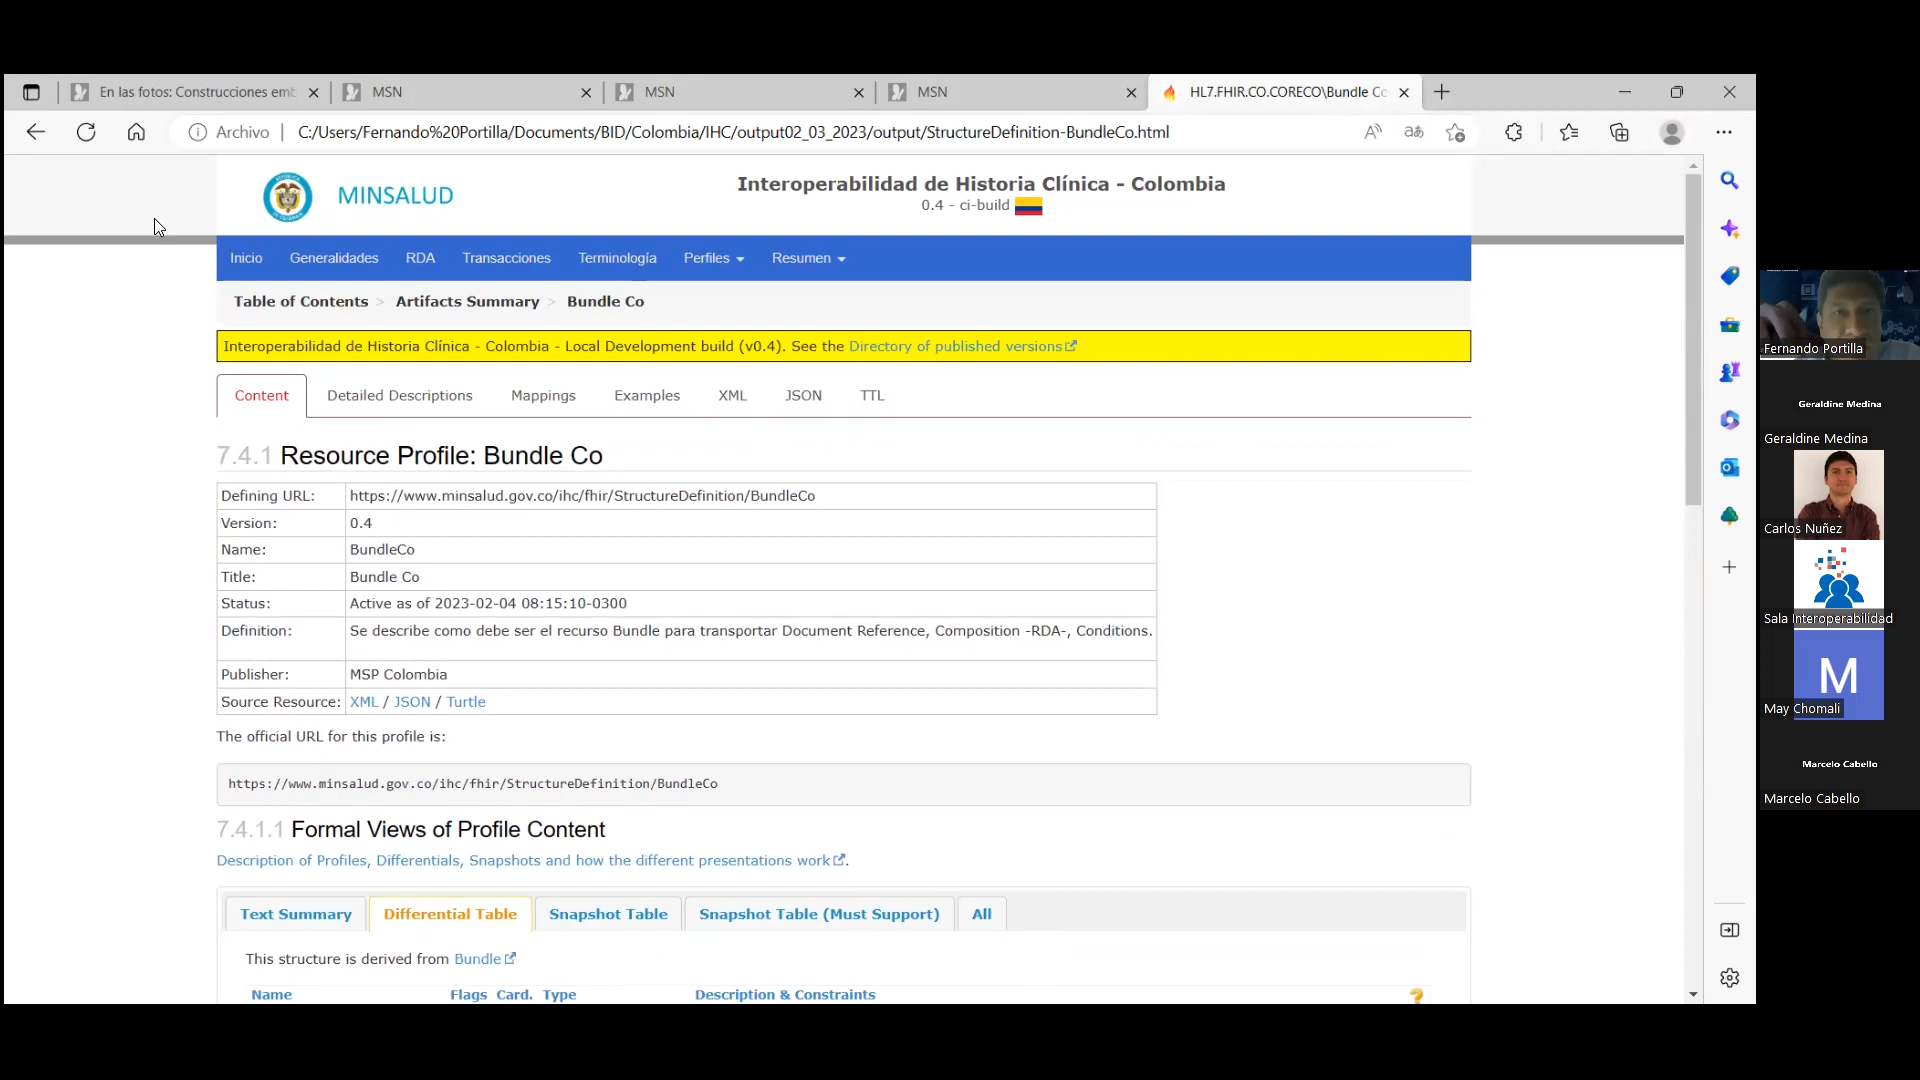 En las fotos: Construcciones emb
MSN
MSN
MSN
HL7.FHIR.CO.CORECO\Bundle Co
Archivo
C:/Users/Fernando%20Portilla/Documents/BID/Colombia/IHC/output02_03_2023/output/StructureDefinition-BundleCo.html
MINSALUD
Interoperabilidad de Historia Clínica - Colombia
0.4 - ci-build
Inicio Generalidades RDA Transacciones Terminología Perfiles Resumen
Table of Contents > Artifacts Summary > Bundle Co
Interoperabilidad de Historia Clínica - Colombia - Local Development build (v0.4). See the Directory of published versions
Content Detailed Descriptions Mappings Examples XML JSON TTL
7.4.1 Resource Profile: Bundle Co
Defining URL: https://www.minsalud.gov.co/ihc/fhir/StructureDefinition/BundleCo
Version: 0.4
Name: BundleCo
Title: Bundle Co
Status: Active as of 2023-02-04 08:15:10-0300
Definition: Se describe como debe ser el recurso Bundle para transportar Document Reference, Composition -RDA-, Conditions.
Publisher: MSP Colombia
Source Resource: XML / JSON / Turtle
The official URL for this profile is:
https://www.minsalud.gov.co/ihc/fhir/StructureDefinition/BundleCo
7.4.1.1 Formal Views of Profile Content
Description of Profiles, Differentials, Snapshots and how the different presentations work.
Text Summary Differential Table Snapshot Table Snapshot Table (Must Support) All
This structure is derived from Bundle
Name Flags Card. Type Description & Constraints
Fernando Portilla
Geraldine Medina
Geraldine Medina
Carlos Nuñez
Sala Interoperabilidad
M
May Chomali
Marcelo Cabello
Marcelo Cabello